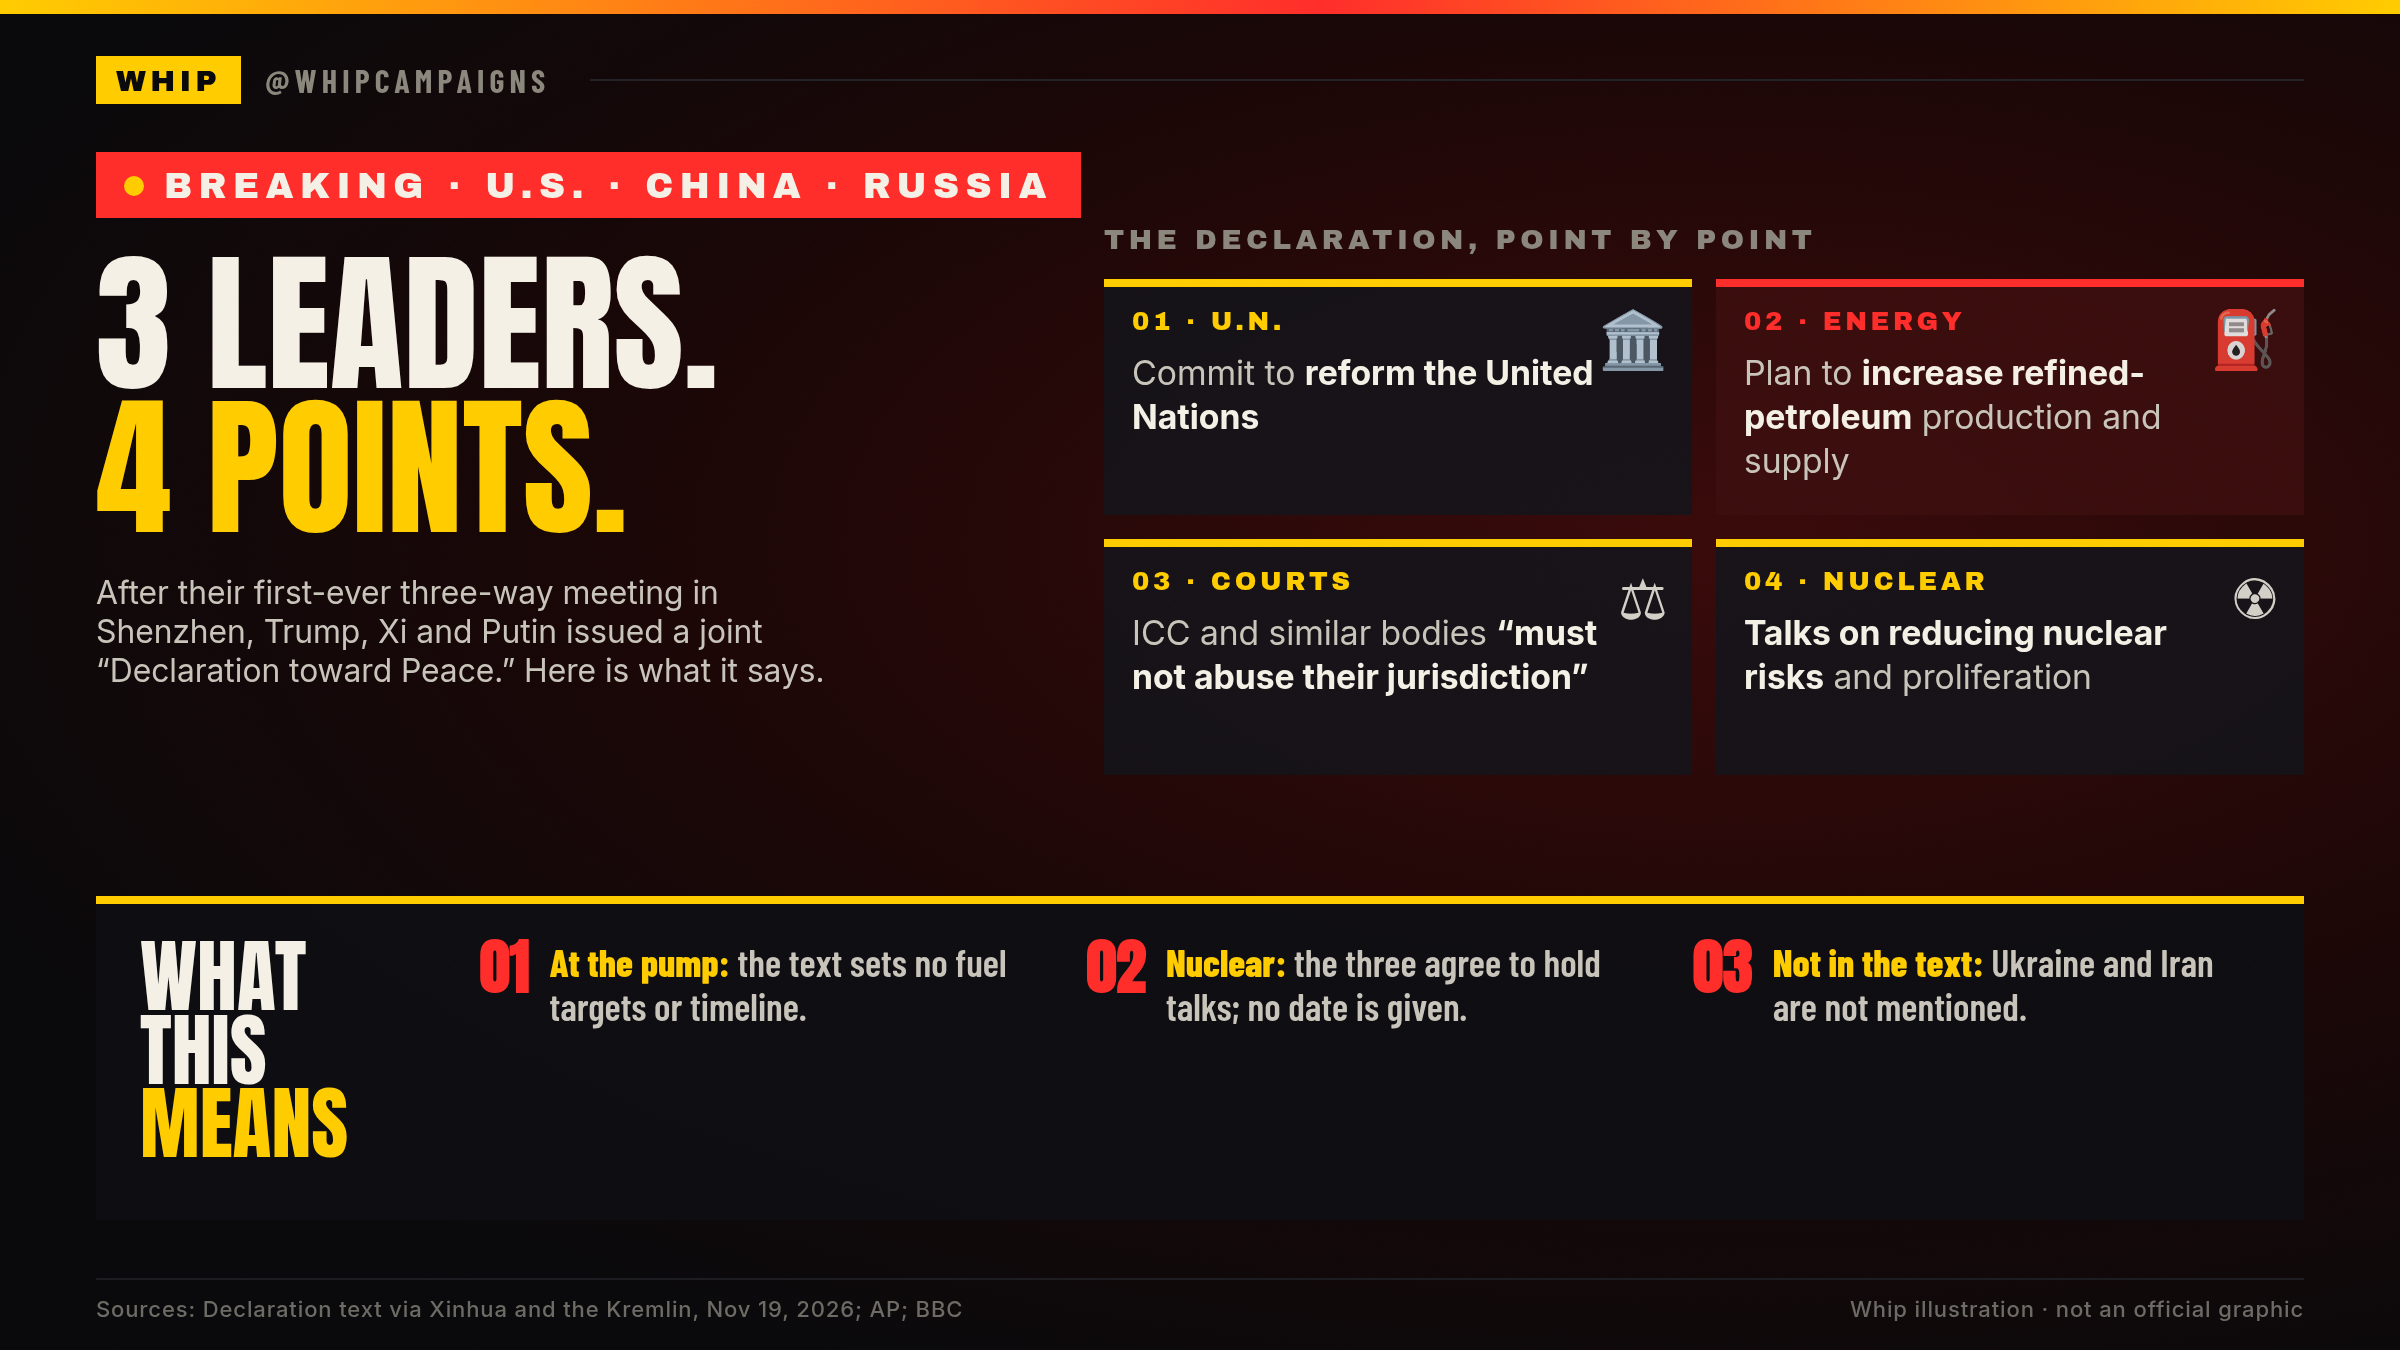 WHIP @WHIPCAMPAIGNS
BREAKING · U.S. · CHINA · RUSSIA
3 LEADERS.
4 POINTS.
After their first-ever three-way meeting in
Shenzhen, Trump, Xi and Putin issued a joint
“Declaration toward Peace.” Here is what it says.
THE DECLARATION, POINT BY POINT
01 · U.N.
Commit to reform the United
Nations
02 · ENERGY
Plan to increase refined-
petroleum production and
supply
03 · COURTS
ICC and similar bodies “must
not abuse their jurisdiction”
04 · NUCLEAR
Talks on reducing nuclear
risks and proliferation
WHAT
THIS
MEANS
01 At the pump: the text sets no fuel
targets or timeline.
02 Nuclear: the three agree to hold
talks; no date is given.
03 Not in the text: Ukraine and Iran
are not mentioned.
Sources: Declaration text via Xinhua and the Kremlin, Nov 19, 2026; AP; BBC
Whip illustration · not an official graphic